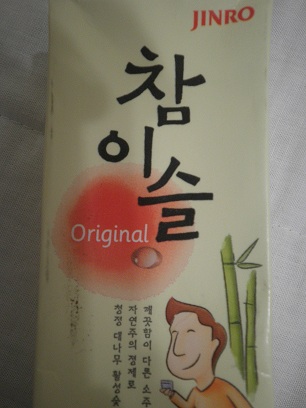 JINRO
참
이
슬
Original
깨끗함이 다른 소주
자연주의 정제로
청정 대나무 활성숯